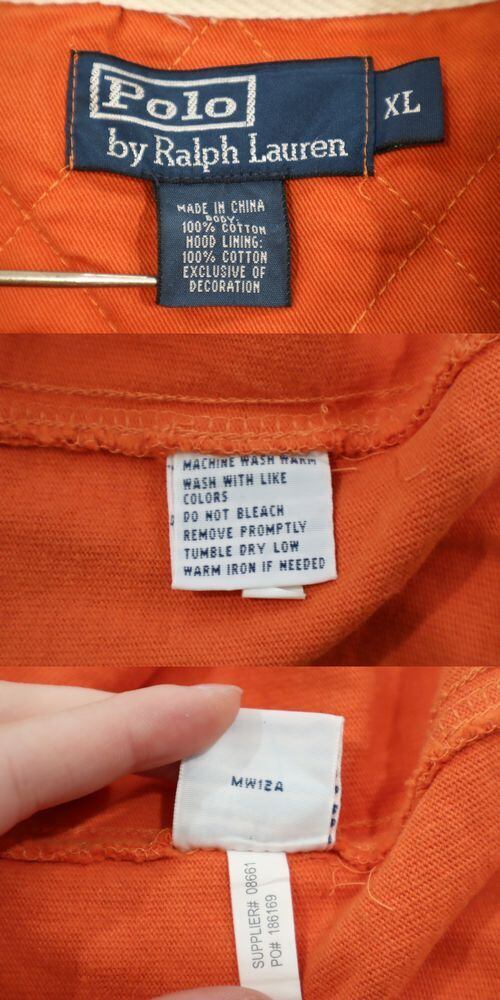 Polo
by Ralph Lauren
XL
MADE IN CHINA
BODY:
100% COTTON
HOOD LINING:
100% COTTON
EXCLUSIVE OF
DECORATION
MACHINE WASH WARM
WASH WITH LIKE
COLORS
DO NOT BLEACH
REMOVE PROMPTLY
TUMBLE DRY LOW
WARM IRON IF NEEDED
MW12A
SUPPLIER# 08661
PO# 186169